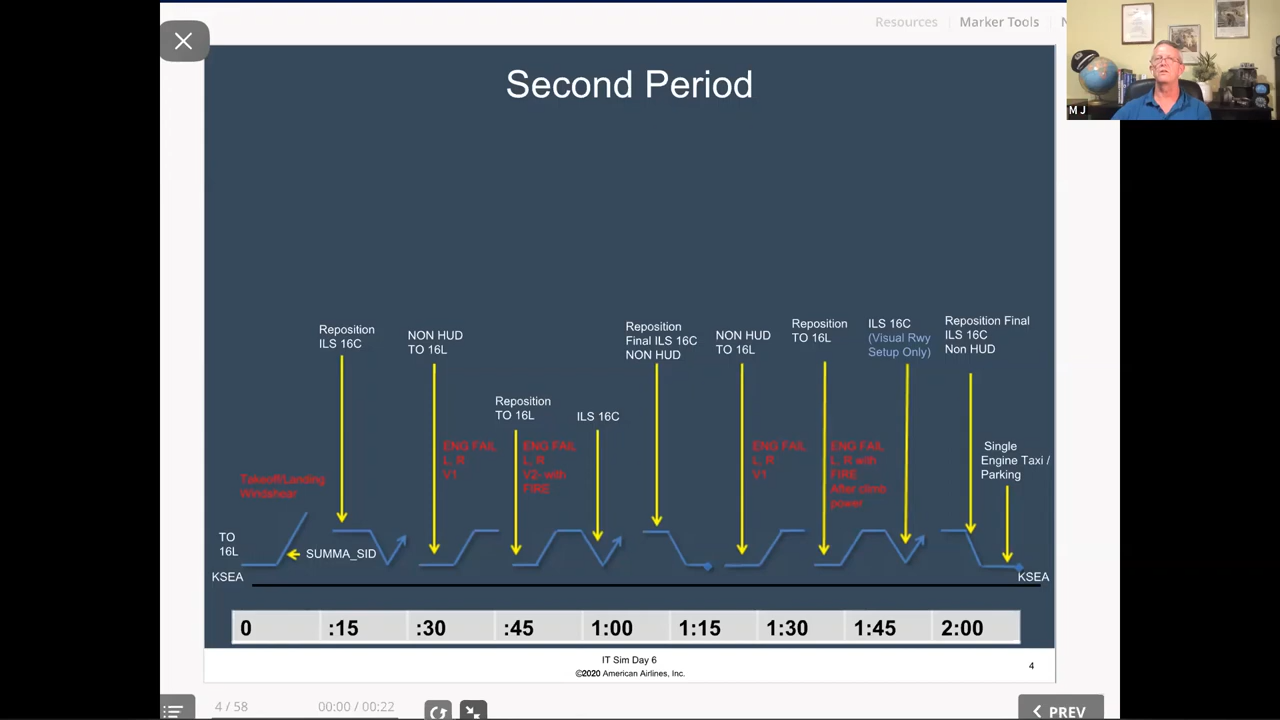 Resources
Marker Tools
M J
Second Period
Reposition
ILS 16C
NON HUD
TO 16L
Reposition
TO 16L
ILS 16C
Reposition
Final ILS 16C
NON HUD
NON HUD
TO 16L
Reposition
TO 16L
ILS 16C
(Visual Rwy
Setup Only)
Reposition Final
ILS 16C
Non HUD
Single
Engine Taxi /
Parking
Takeoff/Landing
Windshear
ENG FAIL
L, R
V1
ENG FAIL
L, R
V2- with
FIRE
ENG FAIL
L, R
V1
ENG FAIL
L, R with
FIRE
After climb
power
TO
16L
KSEA
SUMMA_SID
KSEA
0
:15
:30
:45
1:00
1:15
1:30
1:45
2:00
IT Sim Day 6
©2020 American Airlines, Inc.
4
4 / 58
00:00 / 00:22
PREV